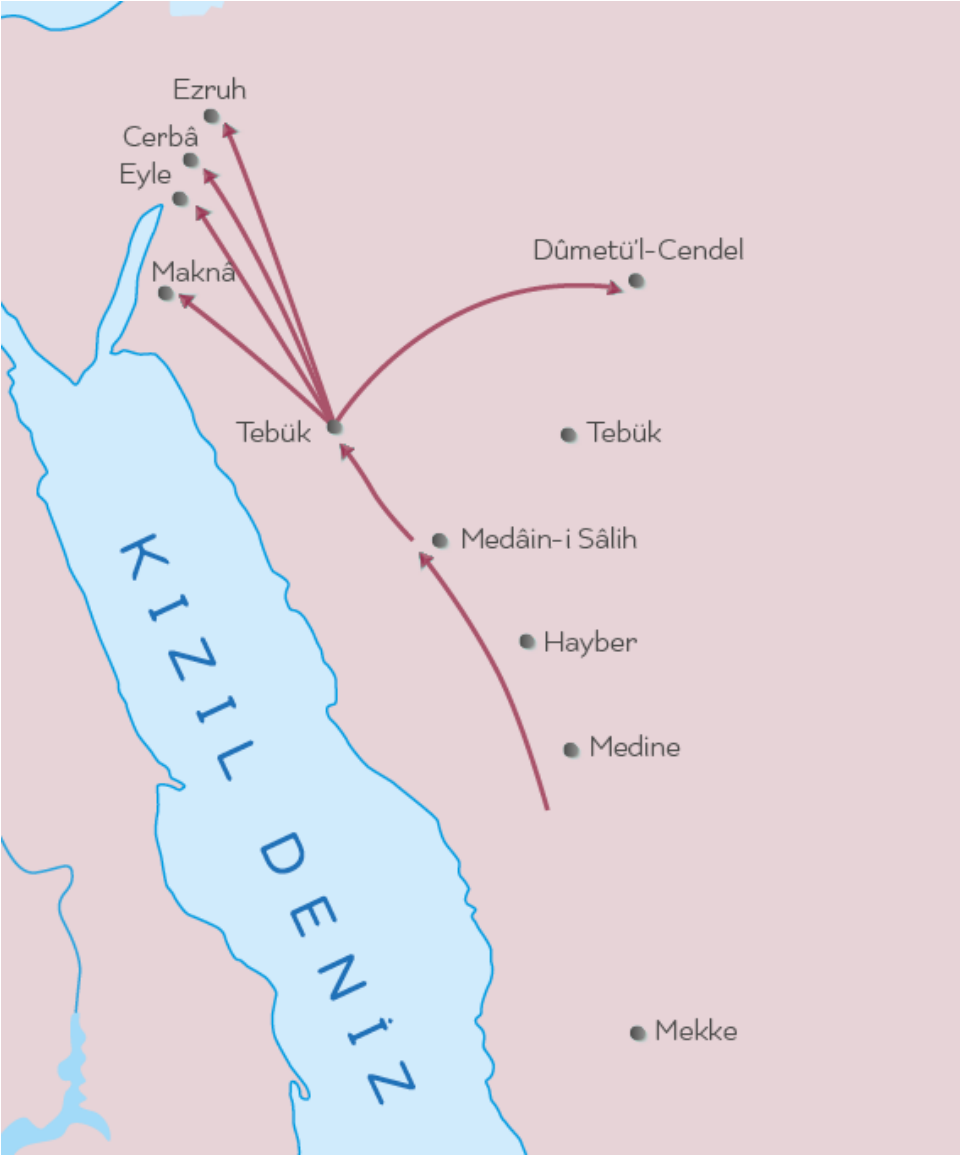 Ezruh
Cerbâ
Eyle
Dûmetü'l-Cendel
Maknâ
Tebük
Tebük
Medâin-i Sâlih
Hayber
Medine
KIZIL DENİZ
Mekke